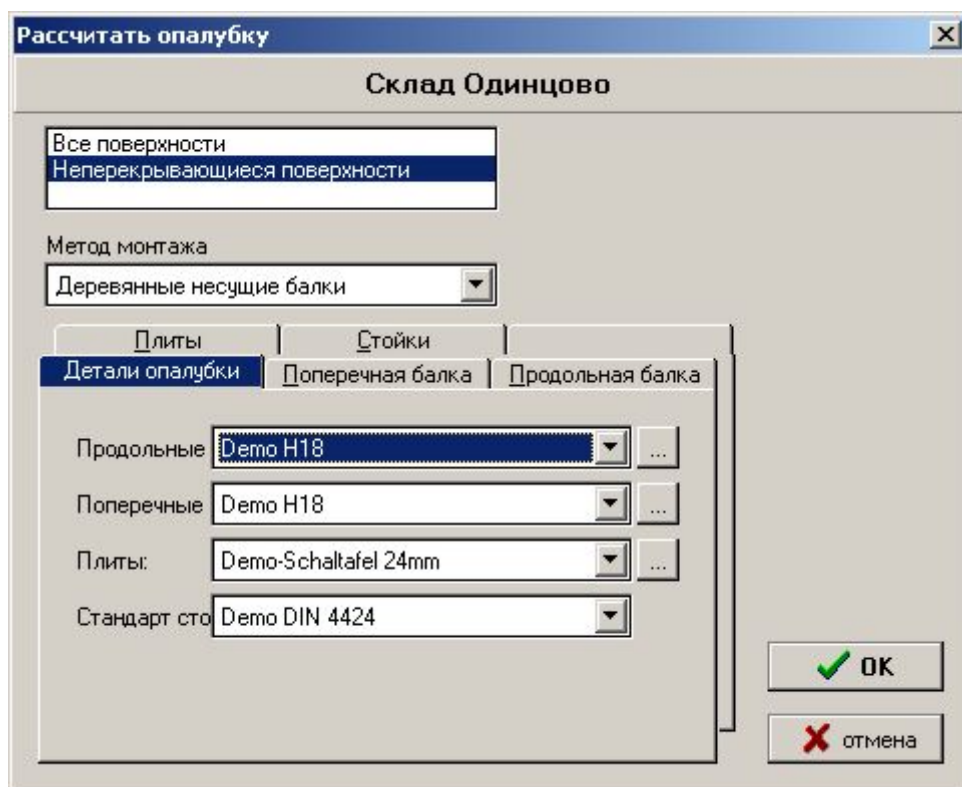 Рассчитать опалубку
Склад Одинцово
Все поверхности
Неперекрывающиеся поверхности
Метод монтажа
Деревянные несущие балки
Плиты Стойки
Детали опалубки Поперечная балка Продольная балка
Продольные Demo H18 ...
Поперечные Demo H18 ...
Плиты: Demo-Schaltafel 24mm ...
Стандарт сто Demo DIN 4424
OK
отмена